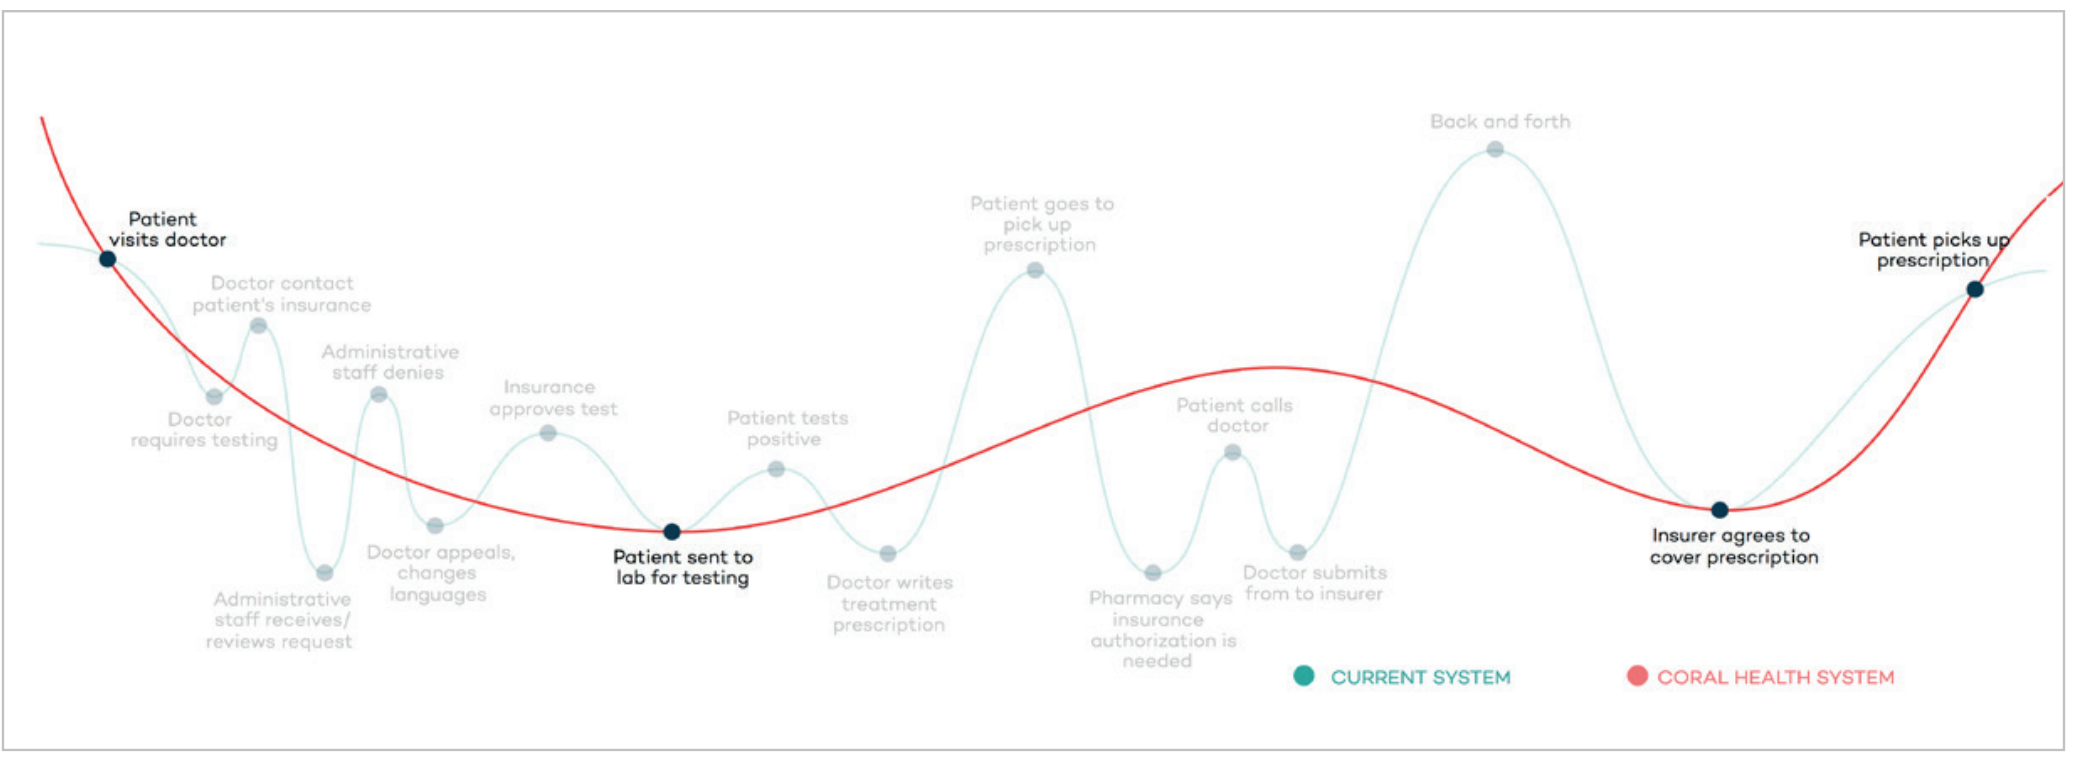 Patient
visits doctor
Doctor
requires testing
Doctor contact
patient's insurance
Administrative
staff receives/
reviews request
Administrative
staff denies
Doctor appeals,
changes
languages
Insurance
approves test
Patient sent to
lab for testing
Patient tests
positive
Doctor writes
treatment
prescription
Patient goes to
pick up
prescription
Pharmacy says
insurance
authorization is
needed
Patient calls
doctor
Doctor submits
from to insurer
Back and forth
Insurer agrees to
cover prescription
Patient picks up
prescription
CURRENT SYSTEM
CORAL HEALTH SYSTEM